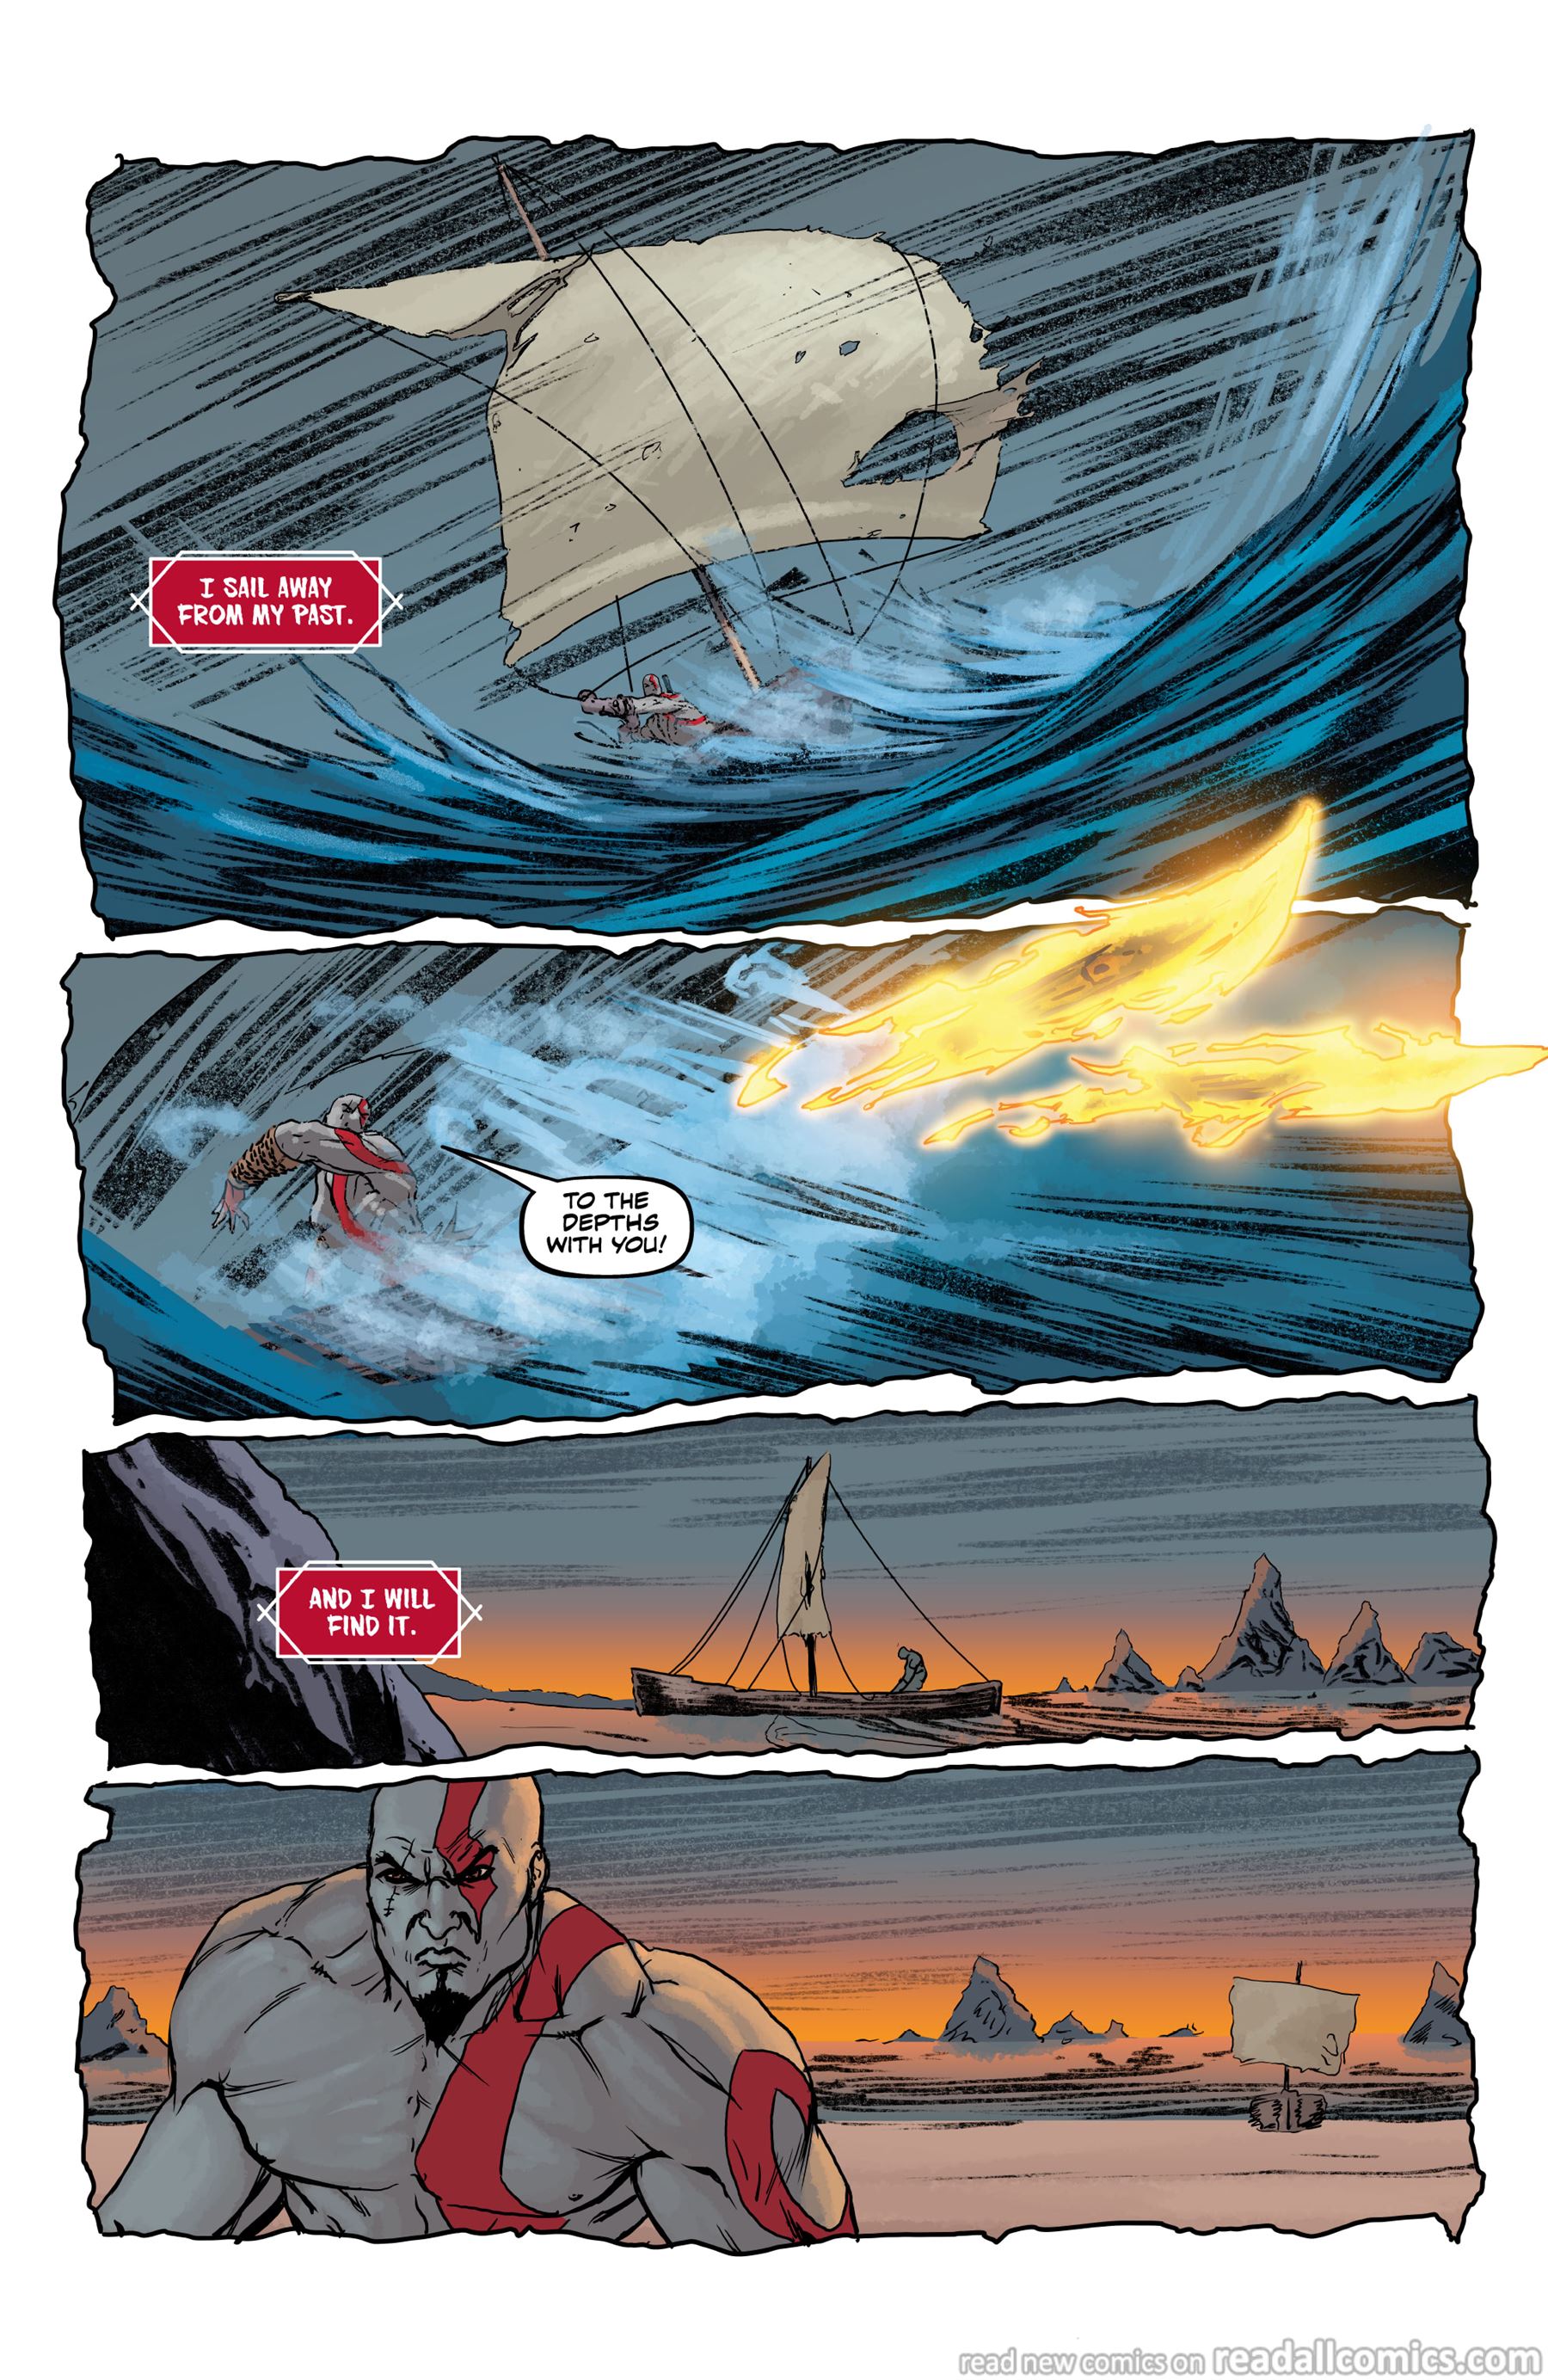 I SAIL AWAY
FROM MY PAST.
TO THE
DEPTHS
WITH YOU!
AND I WILL
FIND IT.
read new comics on readallcomics.com